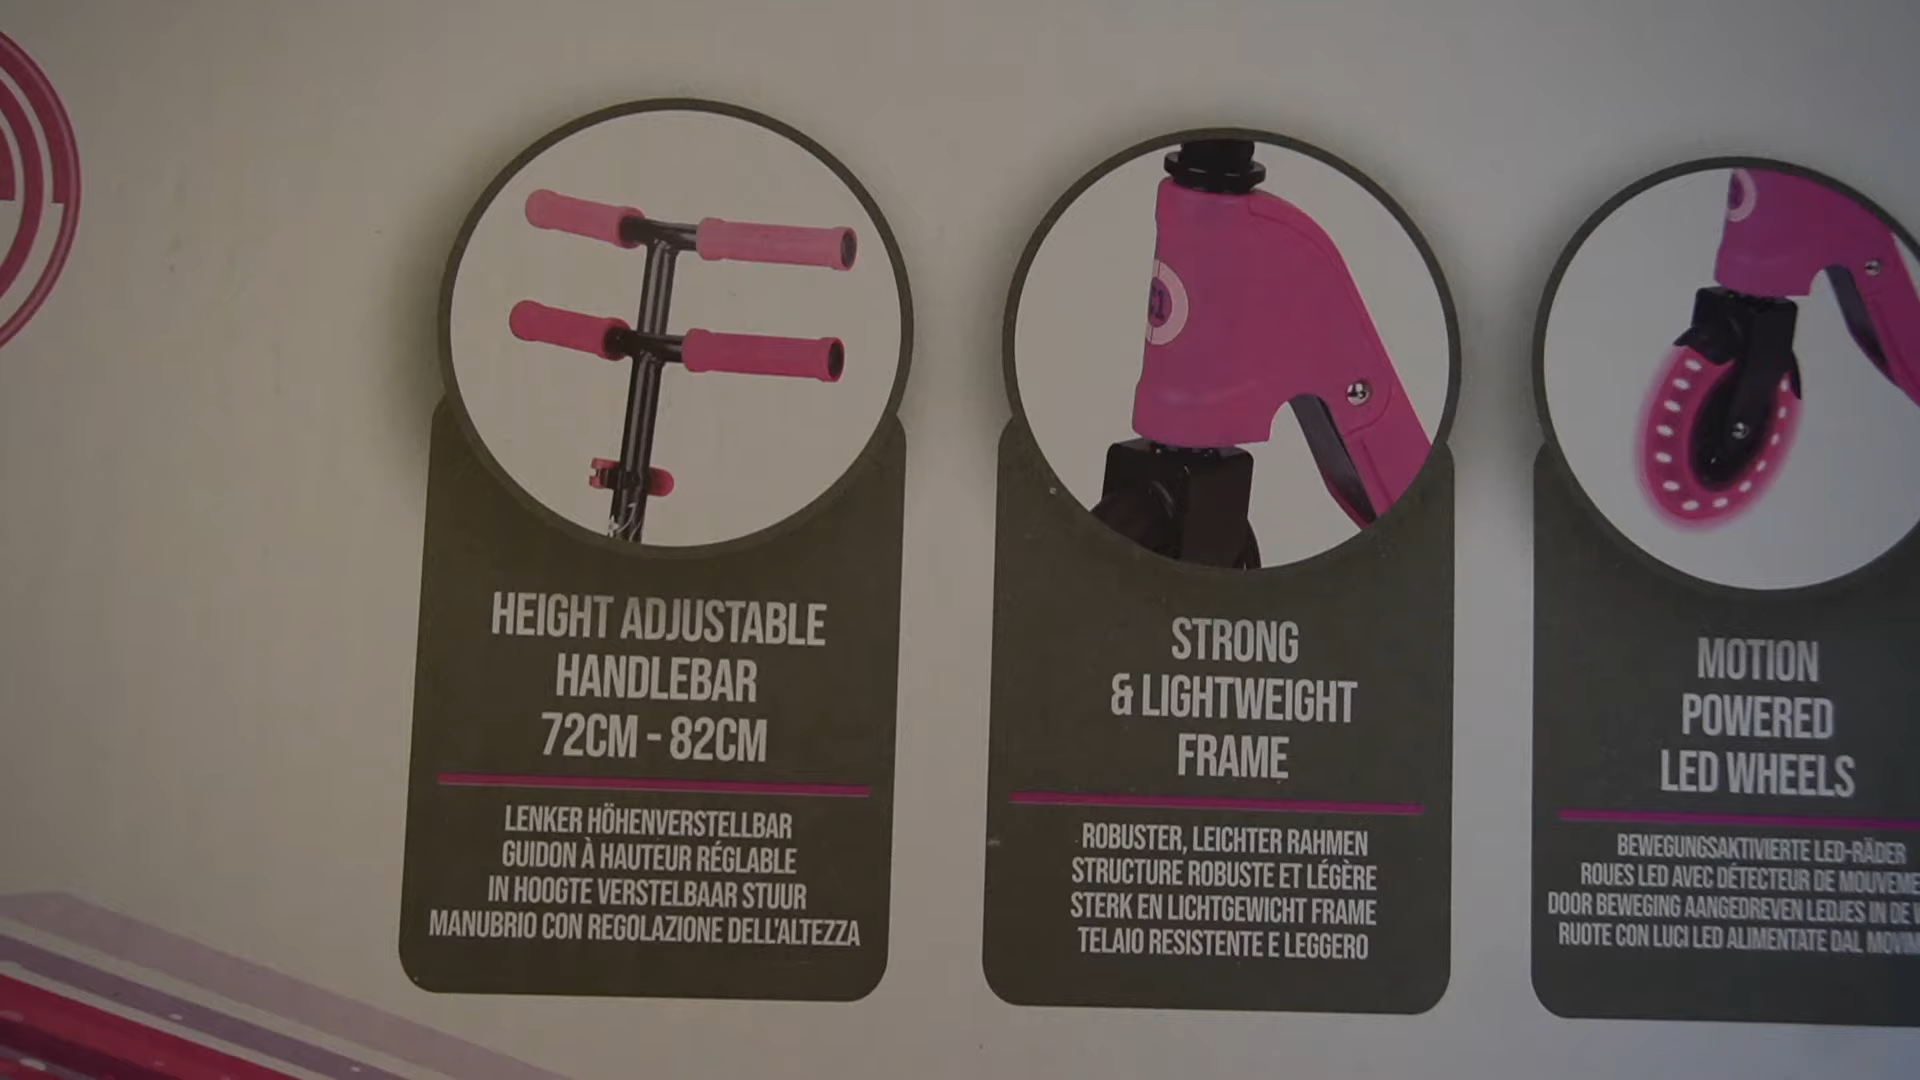 HEIGHT ADJUSTABLE
HANDLEBAR
72CM - 82CM
LENKER HÖHENVERSTELLBAR
GUIDON À HAUTEUR RÉGLABLE
IN HOOGTE VERSTELBAAR STUUR
MANUBRIO CON REGOLAZIONE DELL'ALTEZZA
STRONG
& LIGHTWEIGHT
FRAME
ROBUSTER, LEICHTER RAHMEN
STRUCTURE ROBUSTE ET LÉGÈRE
STERK EN LICHTGEWICHT FRAME
TELAIO RESISTENTE E LEGGERO
MOTION
POWERED
LED WHEELS
BEWEGUNGSAKTIVIERTE LED-RÄDER
ROUES LED AVEC DÉTECTEUR DE MOUVEME
DOOR BEWEGING AANGEDREVEN LEDJES IN DE
RUOTE CON LUCI LED ALIMENTATE DAL MOVIM